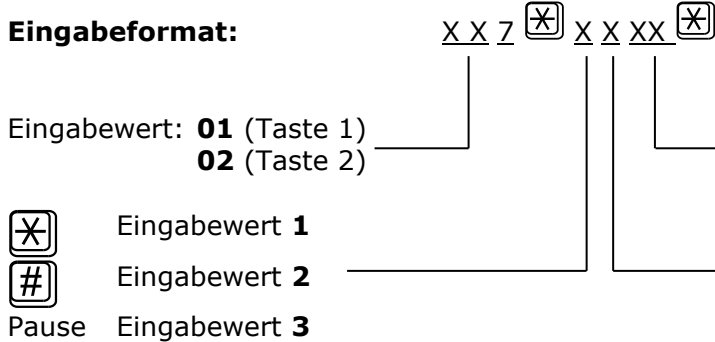 Eingabeformat: X X 7 * X X XX *
Eingabewert: 01 (Taste 1)
02 (Taste 2)
* Eingabewert 1
# Eingabewert 2
Pause Eingabewert 3